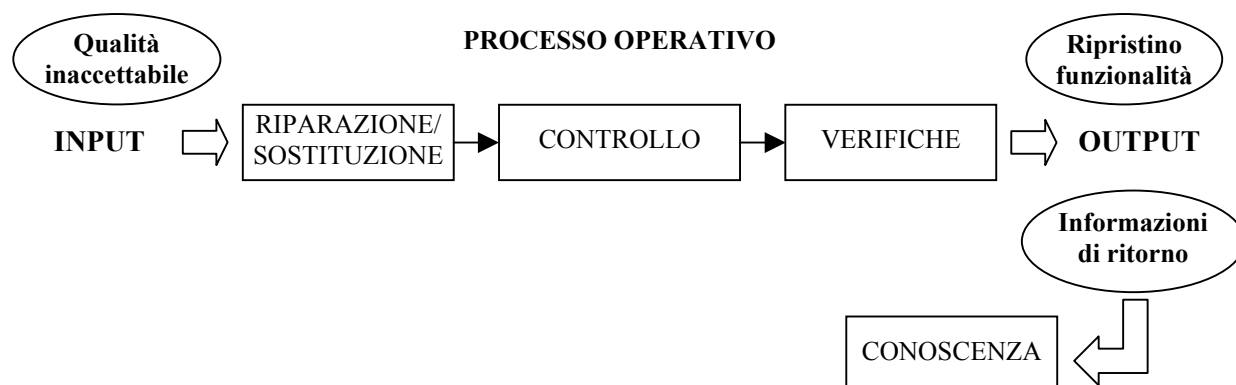 Qualità
inaccettabile
PROCESSO OPERATIVO
Ripristino
funzionalità
INPUT
RIPARAZIONE/
SOSTITUZIONE
CONTROLLO
VERIFICHE
OUTPUT
Informazioni
di ritorno
CONOSCENZA